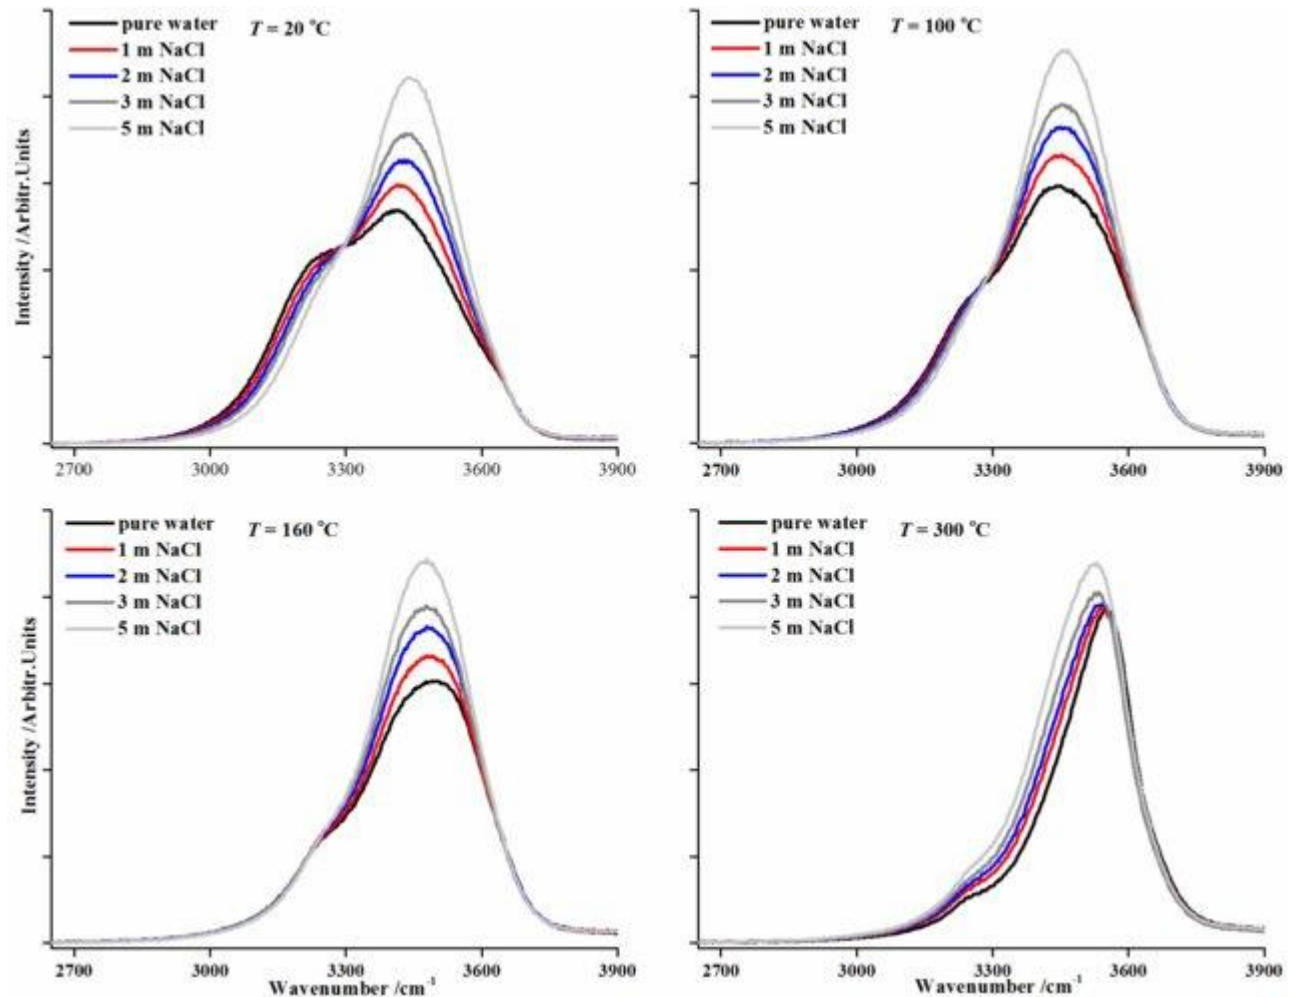 pure water
1 m NaCl
2 m NaCl
3 m NaCl
5 m NaCl
T = 20 °C
Intensity /Arbitr.Units
2700 3000 3300 3600 3900
pure water
1 m NaCl
2 m NaCl
3 m NaCl
5 m NaCl
T = 100 °C
2700 3000 3300 3600 3900
pure water
1 m NaCl
2 m NaCl
3 m NaCl
5 m NaCl
T = 160 °C
Intensity /Arbitr.Units
2700 3000 3300 3600 3900
Wavenumber /cm⁻¹
pure water
1 m NaCl
2 m NaCl
3 m NaCl
5 m NaCl
T = 300 °C
2700 3000 3300 3600 3900
Wavenumber /cm⁻¹